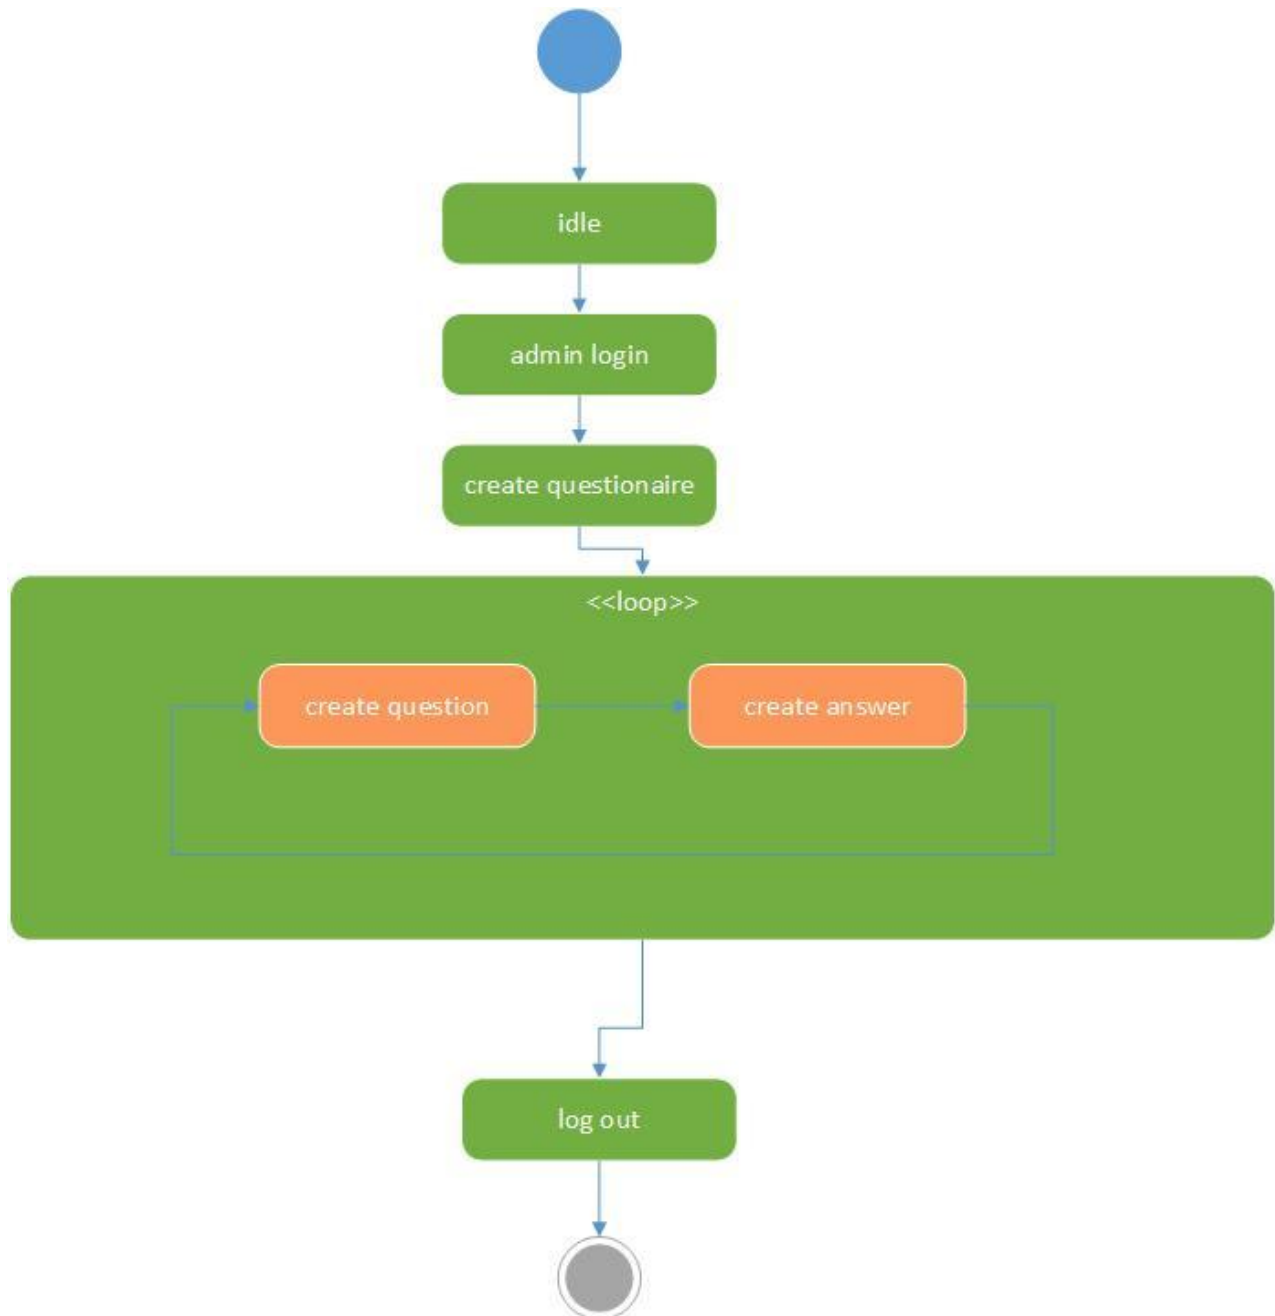 idle
admin login
create questionaire
<<loop>>
create question
create answer
log out